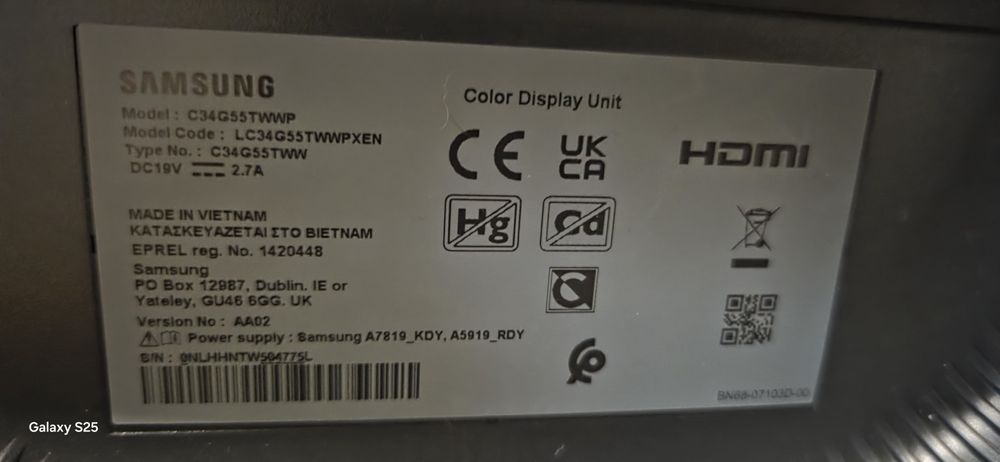 SAMSUNG
Model : C34G55TWWP
Model Code : LC34G55TWWPXEN
Type No. : C34G55TWW
DC19V 2.7A
MADE IN VIETNAM
ΚΑΤΑΣΚΕΥΑΖΕΤΑΙ ΣΤΟ ΒΙΕΤΝΑΜ
EPREL reg. No. 1420448
Samsung
PO Box 12987, Dublin. IE or
Yateley, GU46 6GG. UK
Version No : AA02
Power supply : Samsung A7819_KDY, A5919_RDY
S/N : 0NLHHNTW504775L
Color Display Unit
CE
UK
CA
HDMI
Hg
Cd
BN68-07103D-00
Galaxy S25